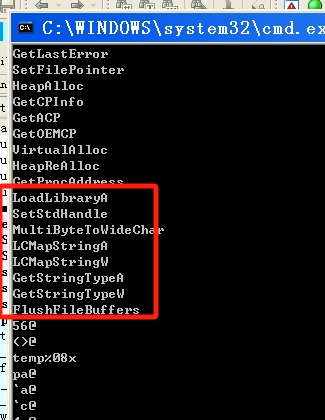 C:\WINDOWS\system32\cmd.ex
GetLastError
SetFilePointer
HeapAlloc
GetCPInfo
GetACP
GetOEMCP
VirtualAlloc
HeapReAlloc
GetProcAddress
LoadLibraryA
SetStdHandle
MultiByteToWideChar
LCMapStringA
LCMapStringW
GetStringTypeA
GetStringTypeW
FlushFileBuffers
56@
(>@
temp%08x
pa@
`a@
`c@